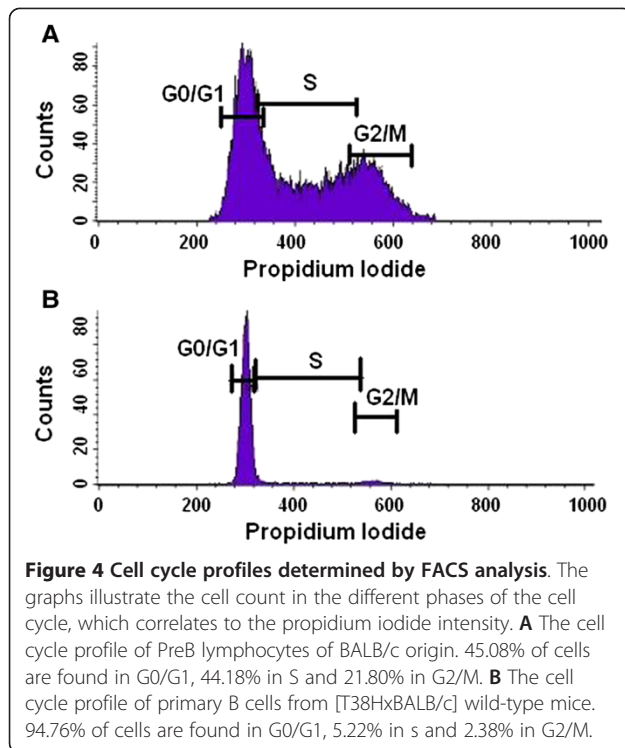 A
80
60
40
20
0
Counts
G0/G1
S
G2/M
0 200 400 600 800 1000
Propidium Iodide
B
80
60
40
20
0
Counts
G0/G1
S
G2/M
0 200 400 600 800 1000
Propidium Iodide
Figure 4 Cell cycle profiles determined by FACS analysis. The
graphs illustrate the cell count in the different phases of the cell
cycle, which correlates to the propidium iodide intensity. A The cell
cycle profile of PreB lymphocytes of BALB/c origin. 45.08% of cells
are found in G0/G1, 44.18% in S and 21.80% in G2/M. B The cell
cycle profile of primary B cells from [T38HxBALB/c] wild-type mice.
94.76% of cells are found in G0/G1, 5.22% in s and 2.38% in G2/M.